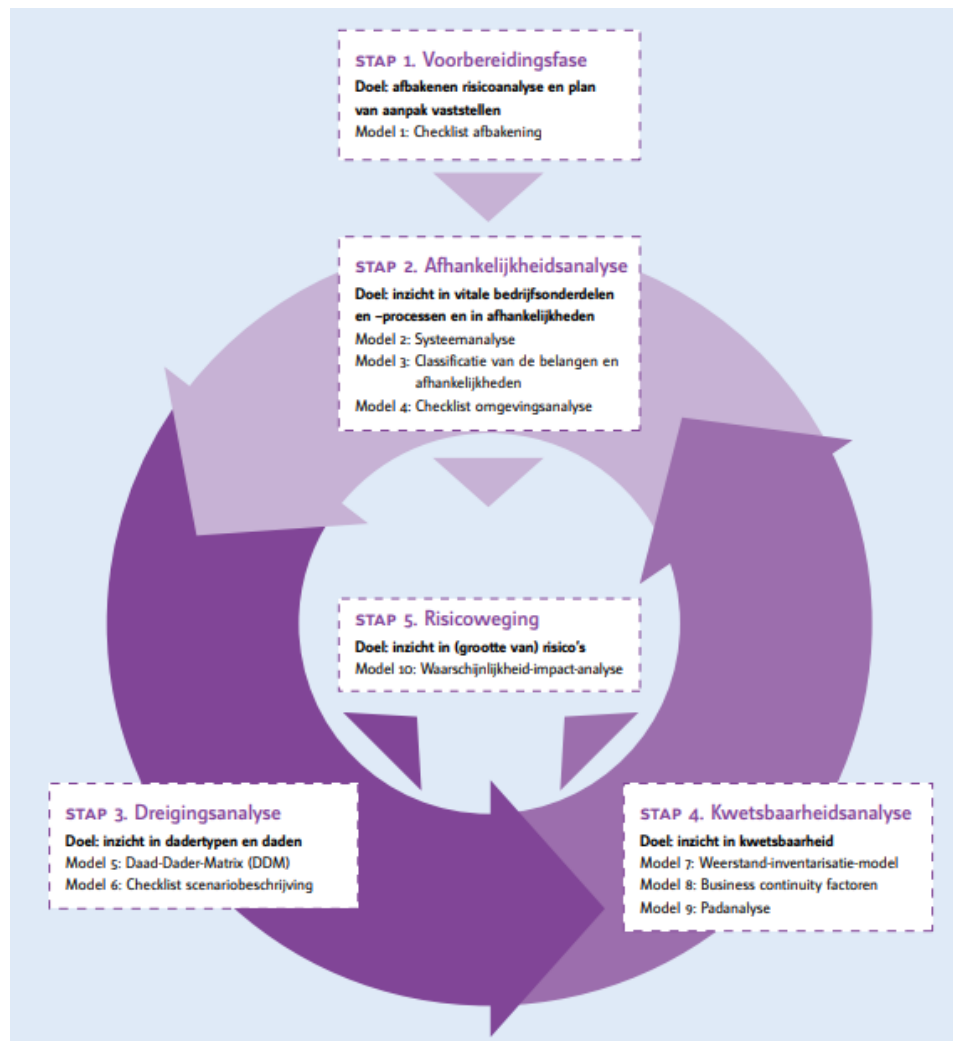 STAP 1. Voorbereidingsfase
Doel: afbakenen risicoanalyse en plan
van aanpak vaststellen
Model 1: Checklist afbakening
STAP 2. Afhankelijkheidsanalyse
Doel: inzicht in vitale bedrijfsonderdelen
en –processen en in afhankelijkheden
Model 2: Systeemanalyse
Model 3: Classificatie van de belangen en
afhankelijkheden
Model 4: Checklist omgevingsanalyse
STAP 5. Risicoweging
Doel: inzicht in (grootte van) risico's
Model 10: Waarschijnlijkheid-impact-analyse
STAP 3. Dreigingsanalyse
Doel: inzicht in dadertypen en daden
Model 5: Daad-Dader-Matrix (DDM)
Model 6: Checklist scenariobeschrijving
STAP 4. Kwetsbaarheidsanalyse
Doel: inzicht in kwetsbaarheid
Model 7: Weerstand-inventarisatie-model
Model 8: Business continuity factoren
Model 9: Padanalyse